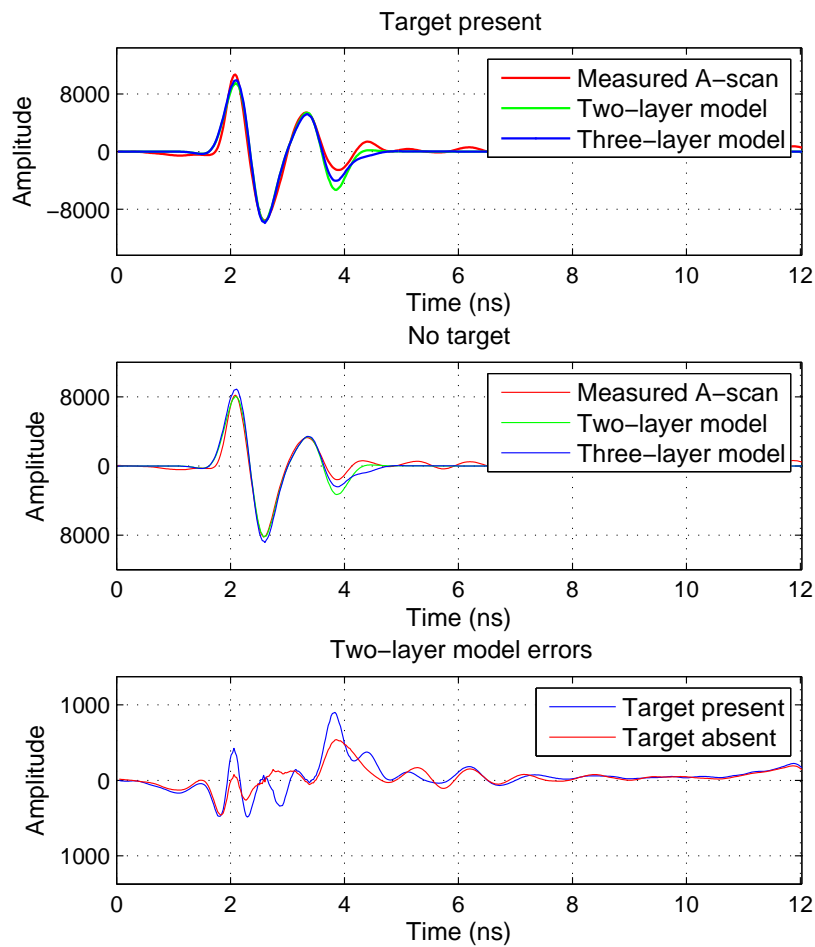 Target present
Amplitude
8000
0
−8000
Measured A−scan
Two−layer model
Three−layer model
0 2 4 6 8 10 12
Time (ns)
No target
Amplitude
8000
0
8000
Measured A−scan
Two−layer model
Three−layer model
0 2 4 6 8 10 12
Time (ns)
Two−layer model errors
Amplitude
1000
0
1000
Target present
Target absent
0 2 4 6 8 10 12
Time (ns)